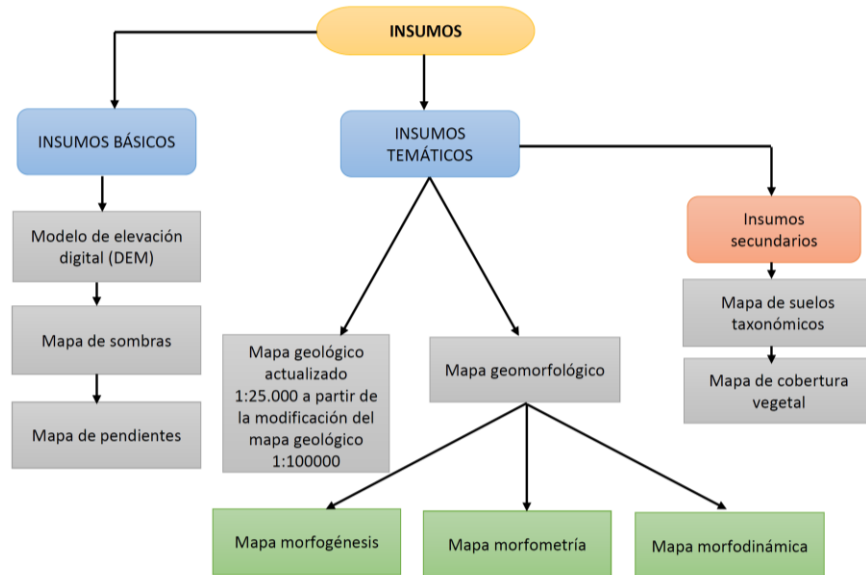 INSUMOS
INSUMOS BÁSICOS
Modelo de elevación
digital (DEM)
Mapa de sombras
Mapa de pendientes
INSUMOS
TEMÁTICOS
Mapa geológico
actualizado
1:25.000 a partir de
la modificación del
mapa geológico
1:100000
Mapa geomorfológico
Mapa morfogénesis
Mapa morfometría
Mapa morfodinámica
Insumos
secundarios
Mapa de suelos
taxonómicos
Mapa de cobertura
vegetal